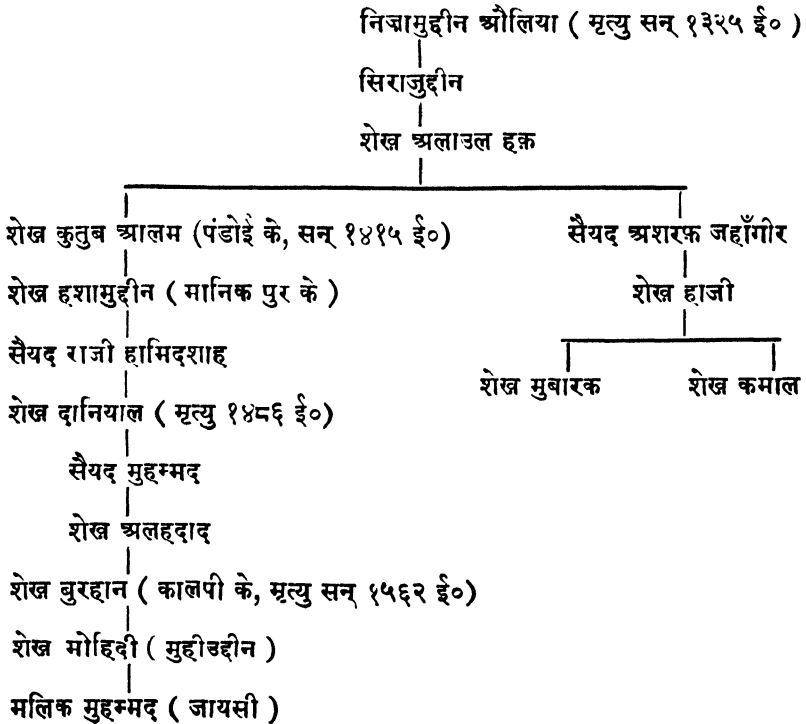 निज़ामुद्दीन औलिया ( मृत्यु सन् १३२५ ई० )
सिराजुद्दीन
शेख़ अलाउल हक़
शेख़ कुतुब आलम (पंडोई के, सन् १४१५ ई०)
सैयद अशरफ़ जहाँगीर
शेख़ हशामुद्दीन ( मानिक पुर के )
शेख़ हाजी
सैयद राजी हामिदशाह
शेख़ मुबारक
शेख़ कमाल
शेख़ दानियाल ( मृत्यु १४८६ ई०)
सैयद मुहम्मद
शेख़ अलहदाद
शेख़ बुरहान ( कालपी के, मृत्यु सन् १५६२ ई०)
शेख़ मोहिदी ( मुहीउद्दीन )
मलिक मुहम्मद ( जायसी )